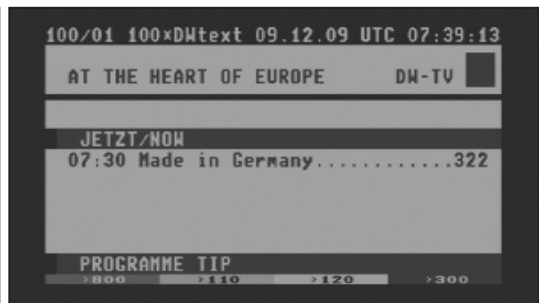 100/01 100×DWtext 09.12.09 UTC 07:39:13
AT THE HEART OF EUROPE DW-TV
JETZT/NOW
07:30 Made in Germany............322
PROGRAMME TIP
>800 >110 >120 >300